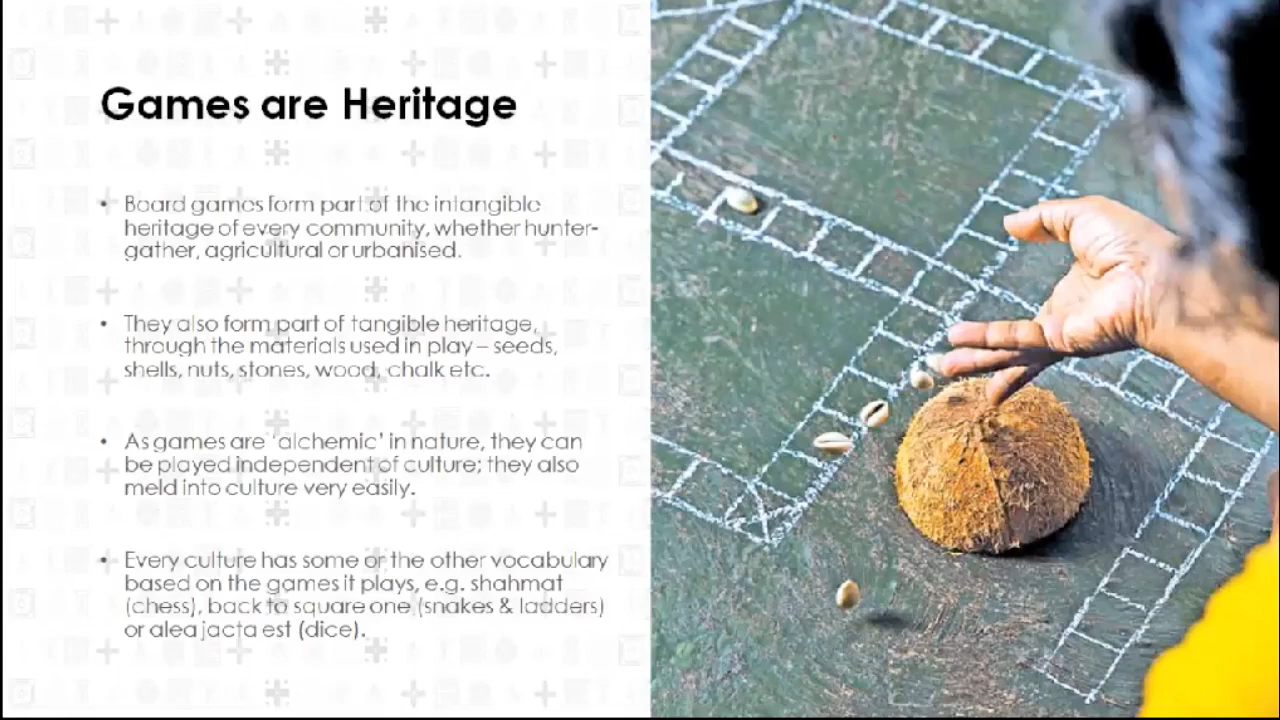 Games are Heritage
• Board games form part of the intangible
heritage of every community, whether hunter-
gather, agricultural or urbanised.
• They also form part of tangible heritage,
through the materials used in play – seeds,
shells, nuts, stones, wood, chalk etc.
• As games are ‘alchemic’ in nature, they can
be played independent of culture; they also
meld into culture very easily.
• Every culture has some or the other vocabulary
based on the games it plays, e.g. shahmat
(chess), back to square one (snakes & ladders)
or alea jacta est (dice).